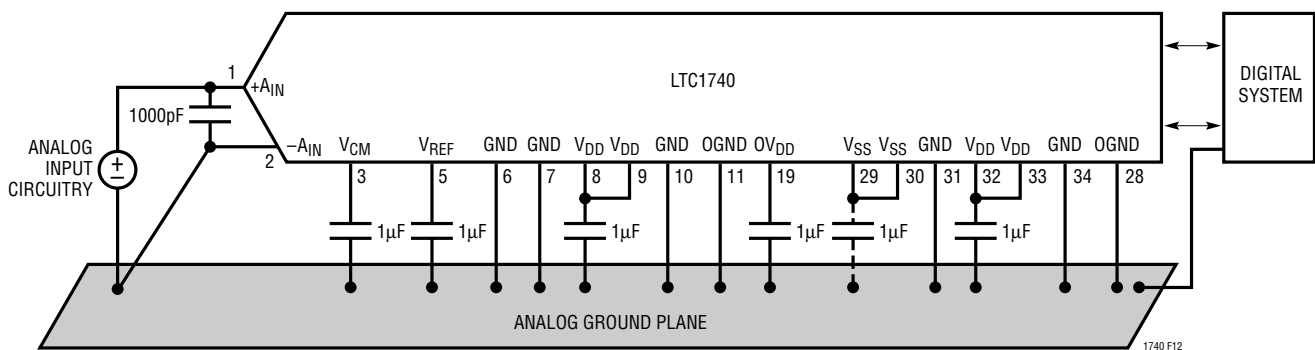 1
+AIN
LTC1740
DIGITAL
SYSTEM
1000pF
ANALOG
INPUT
CIRCUITRY
+
−
−AIN
2
VCM VREF GND GND VDD VDD GND OGND OVDD VSS VSS GND VDD VDD GND OGND
3 5 6 7 8 9 10 11 19 29 30 31 32 33 34 28
1µF 1µF 1µF 1µF 1µF 1µF
ANALOG GROUND PLANE
1740 F12